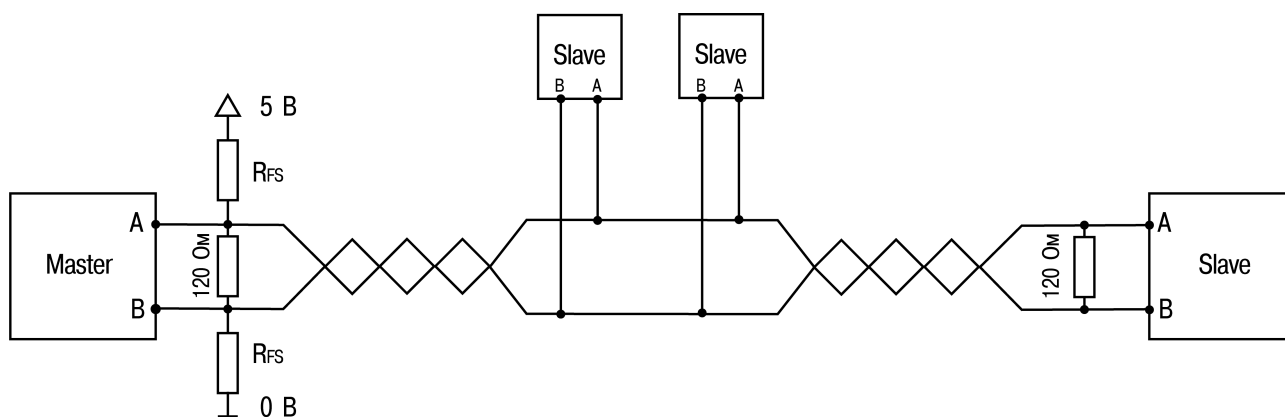 Slave
B A
Slave
B A
5 В
RFS
A
Master
120 Ом
B
RFS
0 В
A
120 Ом
Slave
B